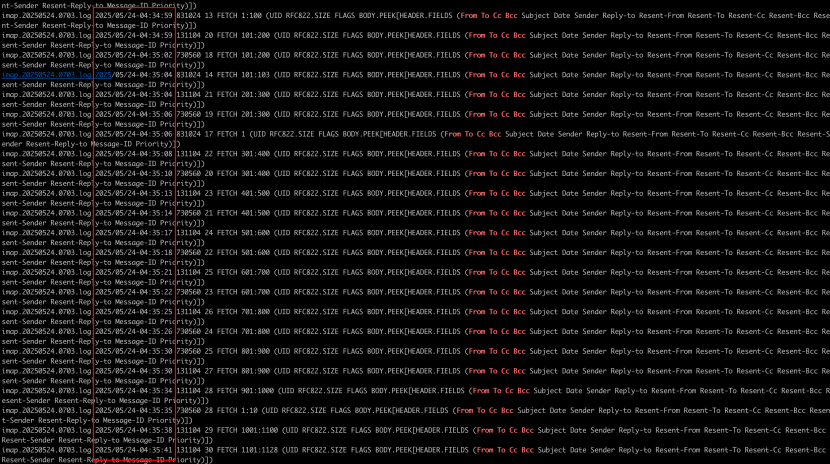 nt-Sender Resent-Reply-to Message-ID Priority)])
imap.20250524.0703.log 2025/05/24-04:34:59 831024 13 FETCH 1:100 (UID RFC822.SIZE FLAGS BODY.PEEK[HEADER.FIELDS (From To Cc Bcc Subject Date Sender Reply-to Resent-From Resent-To Resent-Cc Resent-Bcc Rese
nt-Sender Resent-Reply-to Message-ID Priority)])
imap.20250524.0703.log 2025/05/24-04:34:59 131104 20 FETCH 101:200 (UID RFC822.SIZE FLAGS BODY.PEEK[HEADER.FIELDS (From To Cc Bcc Subject Date Sender Reply-to Resent-From Resent-To Resent-Cc Resent-Bcc Re
sent-Sender Resent-Reply-to Message-ID Priority)])
imap.20250524.0703.log 2025/05/24-04:35:02 730560 18 FETCH 101:200 (UID RFC822.SIZE FLAGS BODY.PEEK[HEADER.FIELDS (From To Cc Bcc Subject Date Sender Reply-to Resent-From Resent-To Resent-Cc Resent-Bcc Re
sent-Sender Resent-Reply-to Message-ID Priority)])
imap.20250524.0703.log 2025/05/24-04:35:04 831024 14 FETCH 101:103 (UID RFC822.SIZE FLAGS BODY.PEEK[HEADER.FIELDS (From To Cc Bcc Subject Date Sender Reply-to Resent-From Resent-To Resent-Cc Resent-Bcc Re
sent-Sender Resent-Reply-to Message-ID Priority)])
imap.20250524.0703.log 2025/05/24-04:35:04 131104 21 FETCH 201:300 (UID RFC822.SIZE FLAGS BODY.PEEK[HEADER.FIELDS (From To Cc Bcc Subject Date Sender Reply-to Resent-From Resent-To Resent-Cc Resent-Bcc Re
sent-Sender Resent-Reply-to Message-ID Priority)])
imap.20250524.0703.log 2025/05/24-04:35:06 730560 19 FETCH 201:300 (UID RFC822.SIZE FLAGS BODY.PEEK[HEADER.FIELDS (From To Cc Bcc Subject Date Sender Reply-to Resent-From Resent-To Resent-Cc Resent-Bcc Re
sent-Sender Resent-Reply-to Message-ID Priority)])
imap.20250524.0703.log 2025/05/24-04:35:06 831024 17 FETCH 1 (UID RFC822.SIZE FLAGS BODY.PEEK[HEADER.FIELDS (From To Cc Bcc Subject Date Sender Reply-to Resent-From Resent-To Resent-Cc Resent-Bcc Resent-S
ender Resent-Reply-to Message-ID Priority)])
imap.20250524.0703.log 2025/05/24-04:35:08 131104 22 FETCH 301:400 (UID RFC822.SIZE FLAGS BODY.PEEK[HEADER.FIELDS (From To Cc Bcc Subject Date Sender Reply-to Resent-From Resent-To Resent-Cc Resent-Bcc Re
sent-Sender Resent-Reply-to Message-ID Priority)])
imap.20250524.0703.log 2025/05/24-04:35:10 730560 20 FETCH 301:400 (UID RFC822.SIZE FLAGS BODY.PEEK[HEADER.FIELDS (From To Cc Bcc Subject Date Sender Reply-to Resent-From Resent-To Resent-Cc Resent-Bcc Re
sent-Sender Resent-Reply-to Message-ID Priority)])
imap.20250524.0703.log 2025/05/24-04:35:13 131104 23 FETCH 401:500 (UID RFC822.SIZE FLAGS BODY.PEEK[HEADER.FIELDS (From To Cc Bcc Subject Date Sender Reply-to Resent-From Resent-To Resent-Cc Resent-Bcc Re
sent-Sender Resent-Reply-to Message-ID Priority)])
imap.20250524.0703.log 2025/05/24-04:35:14 730560 21 FETCH 401:500 (UID RFC822.SIZE FLAGS BODY.PEEK[HEADER.FIELDS (From To Cc Bcc Subject Date Sender Reply-to Resent-From Resent-To Resent-Cc Resent-Bcc Re
sent-Sender Resent-Reply-to Message-ID Priority)])
imap.20250524.0703.log 2025/05/24-04:35:17 131104 24 FETCH 501:600 (UID RFC822.SIZE FLAGS BODY.PEEK[HEADER.FIELDS (From To Cc Bcc Subject Date Sender Reply-to Resent-From Resent-To Resent-Cc Resent-Bcc Re
sent-Sender Resent-Reply-to Message-ID Priority)])
imap.20250524.0703.log 2025/05/24-04:35:18 730560 22 FETCH 501:600 (UID RFC822.SIZE FLAGS BODY.PEEK[HEADER.FIELDS (From To Cc Bcc Subject Date Sender Reply-to Resent-From Resent-To Resent-Cc Resent-Bcc Re
sent-Sender Resent-Reply-to Message-ID Priority)])
imap.20250524.0703.log 2025/05/24-04:35:21 131104 25 FETCH 601:700 (UID RFC822.SIZE FLAGS BODY.PEEK[HEADER.FIELDS (From To Cc Bcc Subject Date Sender Reply-to Resent-From Resent-To Resent-Cc Resent-Bcc Re
sent-Sender Resent-Reply-to Message-ID Priority)])
imap.20250524.0703.log 2025/05/24-04:35:22 730560 23 FETCH 601:700 (UID RFC822.SIZE FLAGS BODY.PEEK[HEADER.FIELDS (From To Cc Bcc Subject Date Sender Reply-to Resent-From Resent-To Resent-Cc Resent-Bcc Re
sent-Sender Resent-Reply-to Message-ID Priority)])
imap.20250524.0703.log 2025/05/24-04:35:25 131104 26 FETCH 701:800 (UID RFC822.SIZE FLAGS BODY.PEEK[HEADER.FIELDS (From To Cc Bcc Subject Date Sender Reply-to Resent-From Resent-To Resent-Cc Resent-Bcc Re
sent-Sender Resent-Reply-to Message-ID Priority)])
imap.20250524.0703.log 2025/05/24-04:35:26 730560 24 FETCH 701:800 (UID RFC822.SIZE FLAGS BODY.PEEK[HEADER.FIELDS (From To Cc Bcc Subject Date Sender Reply-to Resent-From Resent-To Resent-Cc Resent-Bcc Re
sent-Sender Resent-Reply-to Message-ID Priority)])
imap.20250524.0703.log 2025/05/24-04:35:30 730560 25 FETCH 801:900 (UID RFC822.SIZE FLAGS BODY.PEEK[HEADER.FIELDS (From To Cc Bcc Subject Date Sender Reply-to Resent-From Resent-To Resent-Cc Resent-Bcc Re
sent-Sender Resent-Reply-to Message-ID Priority)])
imap.20250524.0703.log 2025/05/24-04:35:30 131104 27 FETCH 801:900 (UID RFC822.SIZE FLAGS BODY.PEEK[HEADER.FIELDS (From To Cc Bcc Subject Date Sender Reply-to Resent-From Resent-To Resent-Cc Resent-Bcc Re
sent-Sender Resent-Reply-to Message-ID Priority)])
imap.20250524.0703.log 2025/05/24-04:35:34 131104 28 FETCH 901:1000 (UID RFC822.SIZE FLAGS BODY.PEEK[HEADER.FIELDS (From To Cc Bcc Subject Date Sender Reply-to Resent-From Resent-To Resent-Cc Resent-Bcc R
esent-Sender Resent-Reply-to Message-ID Priority)])
imap.20250524.0703.log 2025/05/24-04:35:35 730560 28 FETCH 1:10 (UID RFC822.SIZE FLAGS BODY.PEEK[HEADER.FIELDS (From To Cc Bcc Subject Date Sender Reply-to Resent-From Resent-To Resent-Cc Resent-Bcc Resen
t-Sender Resent-Reply-to Message-ID Priority)])
imap.20250524.0703.log 2025/05/24-04:35:38 131104 29 FETCH 1001:1100 (UID RFC822.SIZE FLAGS BODY.PEEK[HEADER.FIELDS (From To Cc Bcc Subject Date Sender Reply-to Resent-From Resent-To Resent-Cc Resent-Bcc
Resent-Sender Resent-Reply-to Message-ID Priority)])
imap.20250524.0703.log 2025/05/24-04:35:41 131104 30 FETCH 1101:1128 (UID RFC822.SIZE FLAGS BODY.PEEK[HEADER.FIELDS (From To Cc Bcc Subject Date Sender Reply-to Resent-From Resent-To Resent-Cc Resent-Bcc
Resent-Sender Resent-Reply-to Message-ID Priority)])